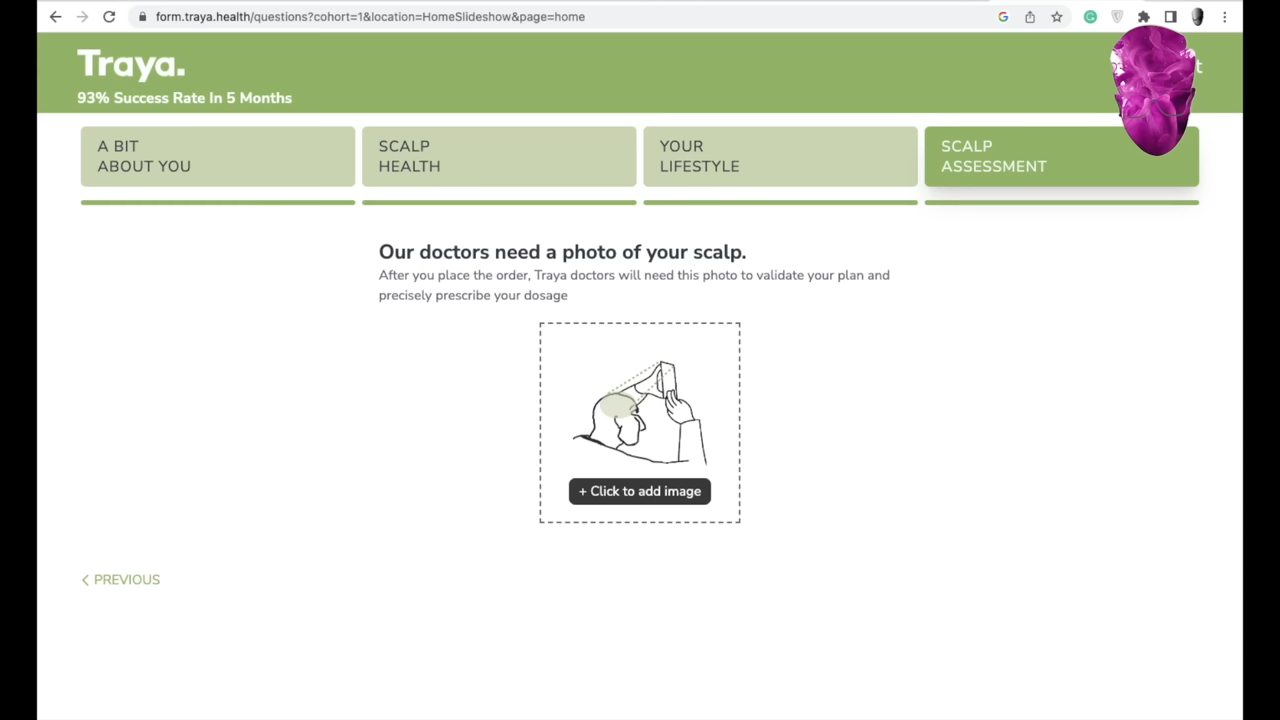 form.traya.health/questions?cohort=1&location=HomeSlideshow&page=home
Traya.
93% Success Rate In 5 Months
A BIT
ABOUT YOU
SCALP
HEALTH
YOUR
LIFESTYLE
SCALP
ASSESSMENT
Our doctors need a photo of your scalp.
After you place the order, Traya doctors will need this photo to validate your plan and
precisely prescribe your dosage
+ Click to add image
< PREVIOUS